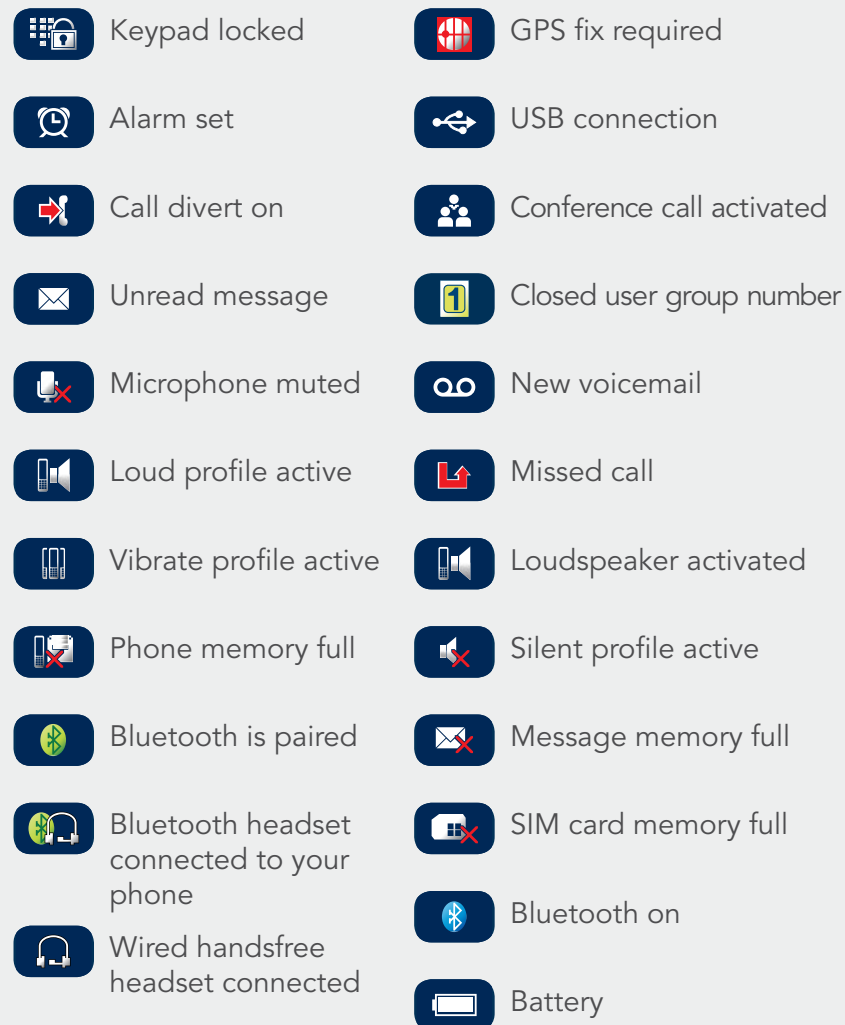 Keypad locked
Alarm set
Call divert on
Unread message
Microphone muted
Loud profile active
Vibrate profile active
Phone memory full
Bluetooth is paired
Bluetooth headset
connected to your
phone
Wired handsfree
headset connected
GPS fix required
USB connection
Conference call activated
1
Closed user group number
New voicemail
Missed call
Loudspeaker activated
Silent profile active
Message memory full
SIM card memory full
Bluetooth on
Battery